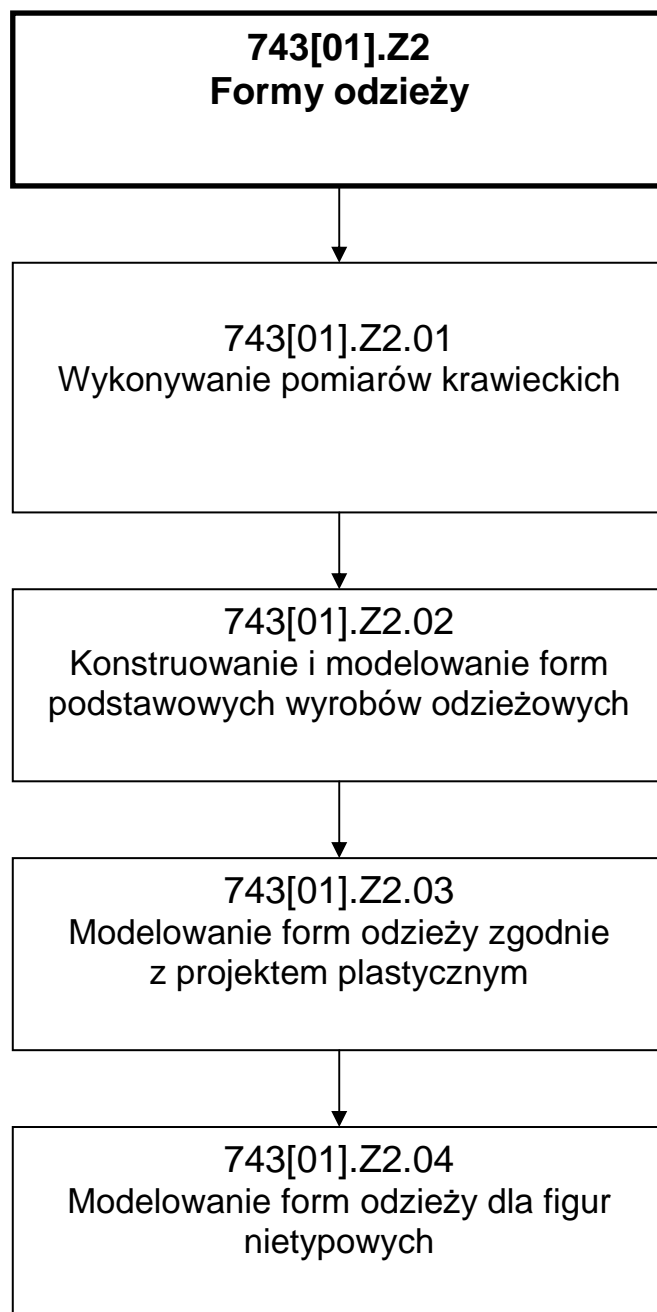 743[01].Z2
Formy odzieży
743[01].Z2.01
Wykonywanie pomiarów krawieckich
743[01].Z2.02
Konstruowanie i modelowanie form
podstawowych wyrobów odzieżowych
743[01].Z2.03
Modelowanie form odzieży zgodnie
z projektem plastycznym
743[01].Z2.04
Modelowanie form odzieży dla figur
nietypowych